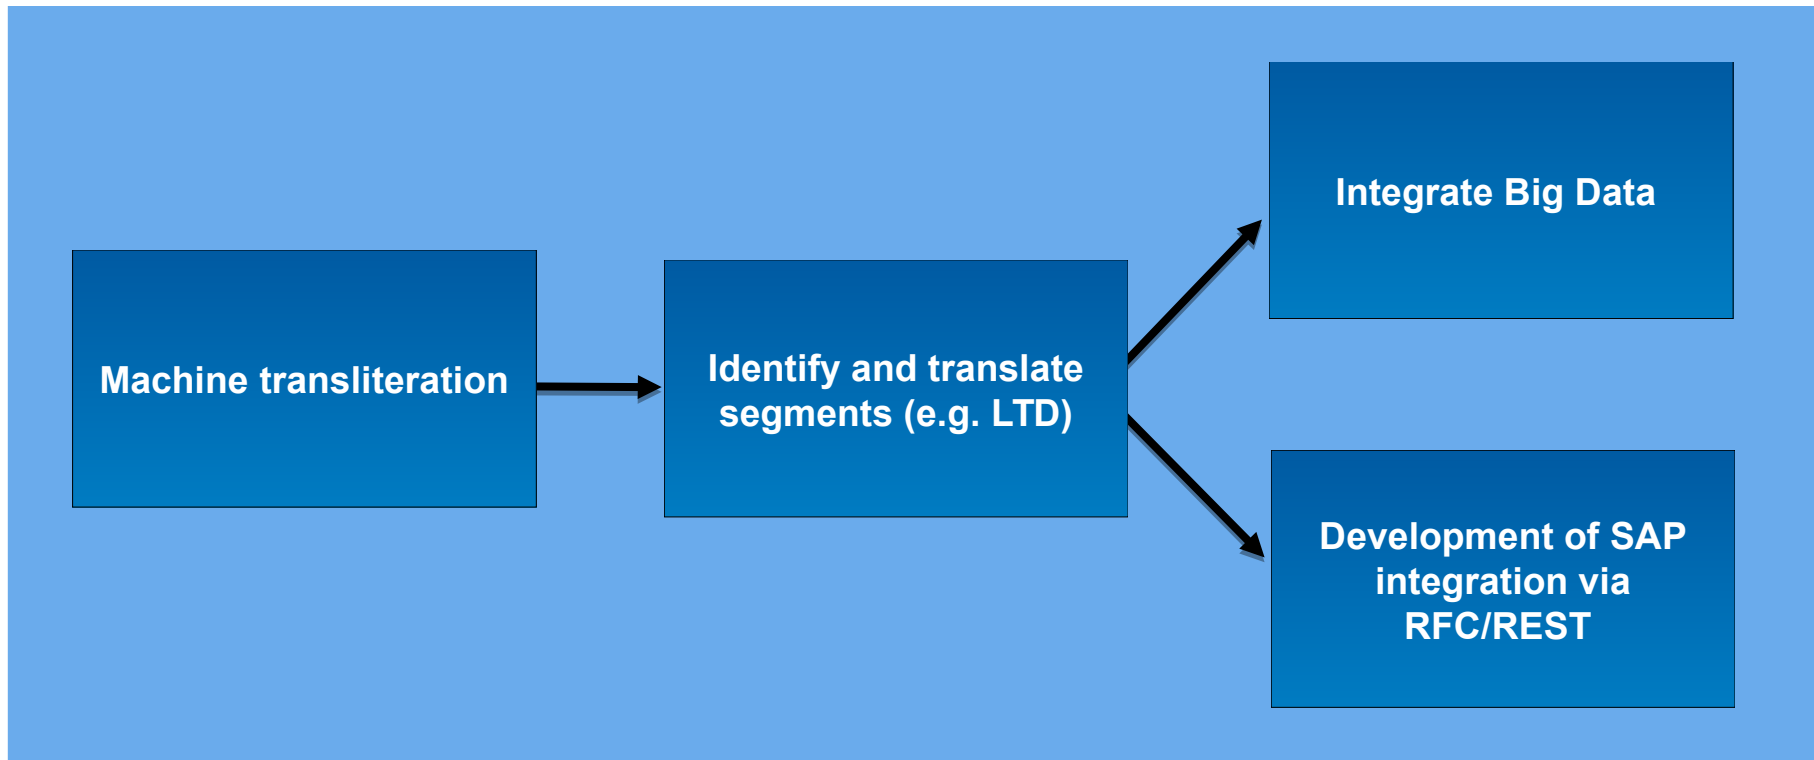 Machine transliteration
Identify and translate
segments (e.g. LTD)
Integrate Big Data
Development of SAP
integration via
RFC/REST